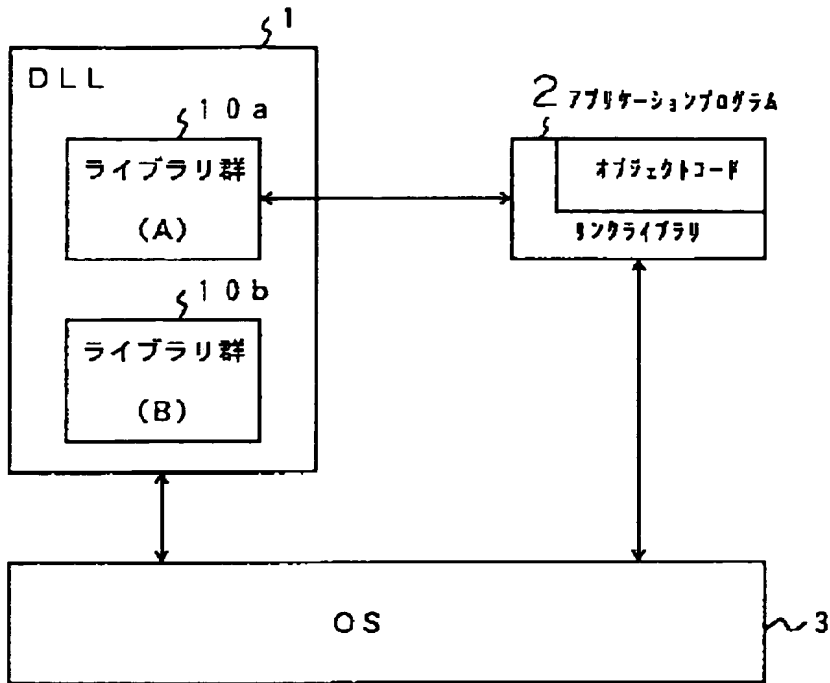 1
DLL
10a
ライブラリ群
(A)
10b
ライブラリ群
(B)
2 アプリケーションプログラム
オブジェクトコード
リンクライブラリ
OS
3